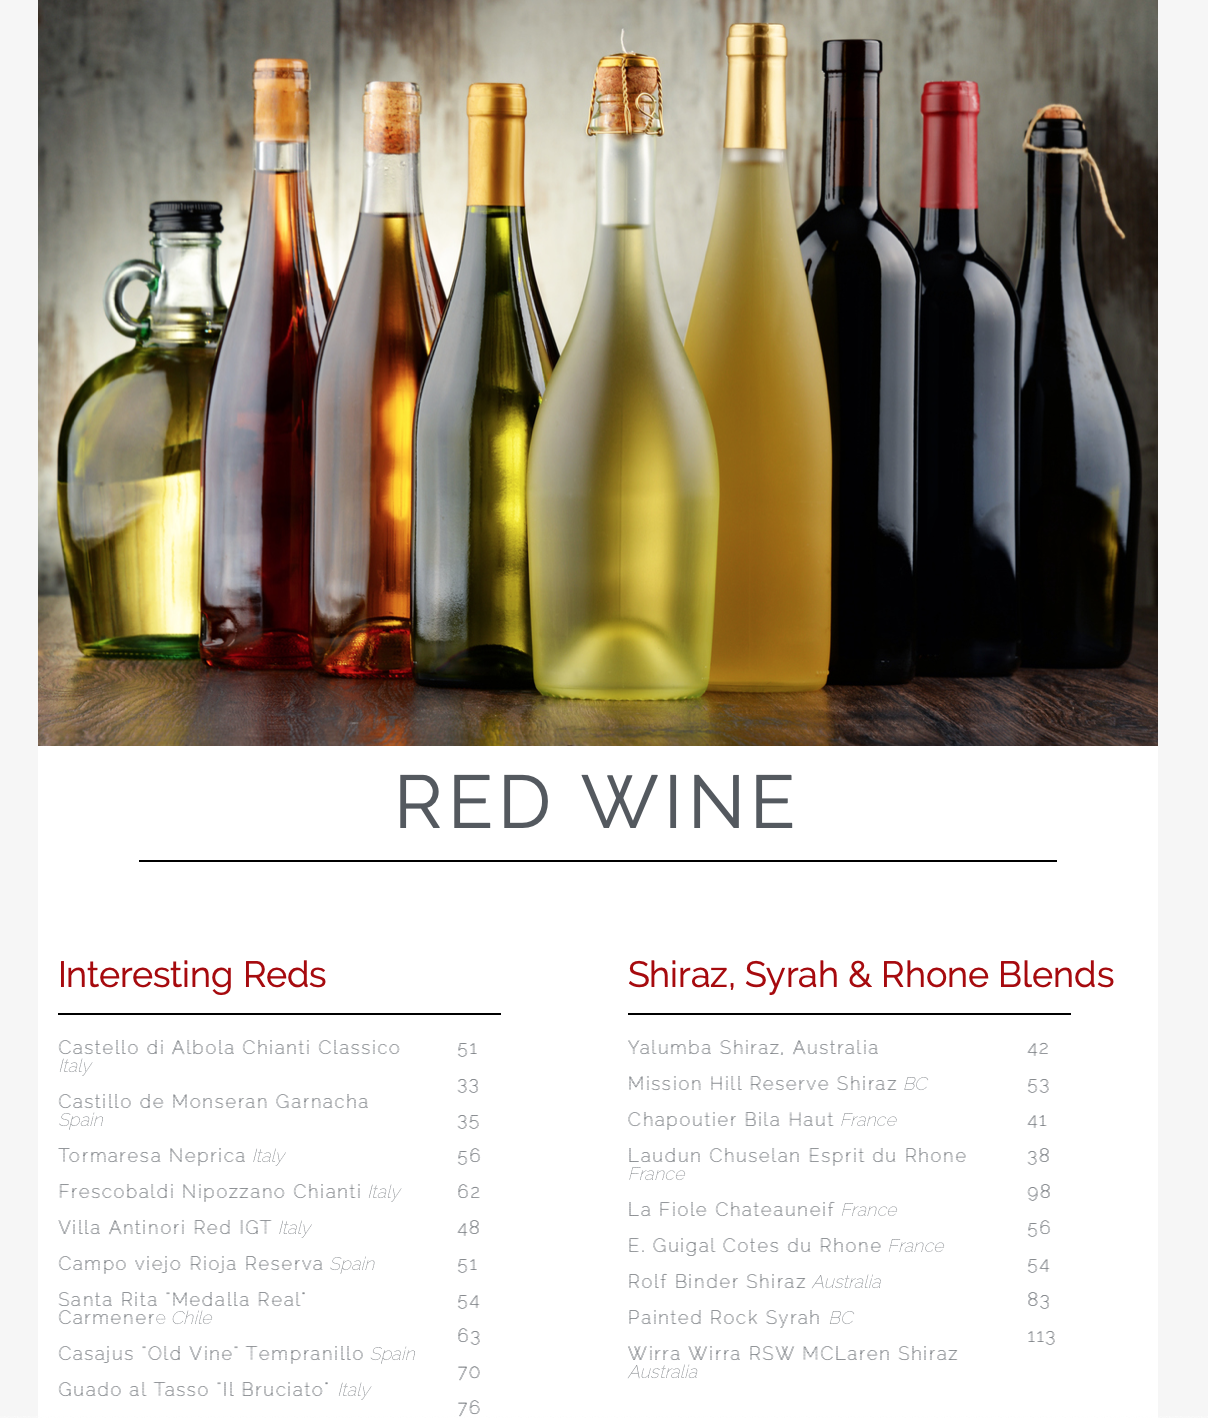 RED WINE
Interesting Reds
Castello di Albola Chianti Classico
Italy
Castillo de Monseran Garnacha
Spain
Tormaresa Neprica Italy
Frescobaldi Nipozzano Chianti Italy
Villa Antinori Red IGT Italy
Campo viejo Rioja Reserva Spain
Santa Rita "Medalla Real"
Carmenere Chile
Casajus "Old Vine" Tempranillo Spain
Guado al Tasso "Il Bruciato" Italy
51
33
35
56
62
48
51
54
63
70
76
Shiraz, Syrah & Rhone Blends
Yalumba Shiraz, Australia
Mission Hill Reserve Shiraz BC
Chapoutier Bila Haut France
Laudun Chuselan Esprit du Rhone
France
La Fiole Chateauneif France
E. Guigal Cotes du Rhone France
Rolf Binder Shiraz Australia
Painted Rock Syrah BC
Wirra Wirra RSW MCLaren Shiraz
Australia
42
53
41
38
98
56
54
83
113